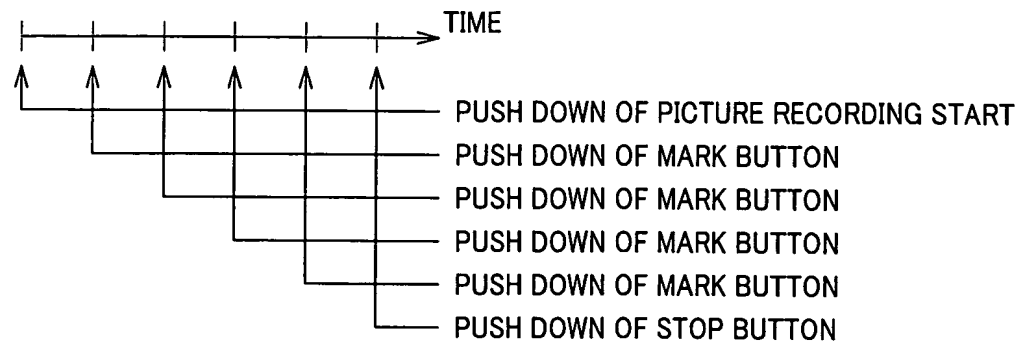 TIME
PUSH DOWN OF PICTURE RECORDING START
PUSH DOWN OF MARK BUTTON
PUSH DOWN OF MARK BUTTON
PUSH DOWN OF MARK BUTTON
PUSH DOWN OF MARK BUTTON
PUSH DOWN OF STOP BUTTON